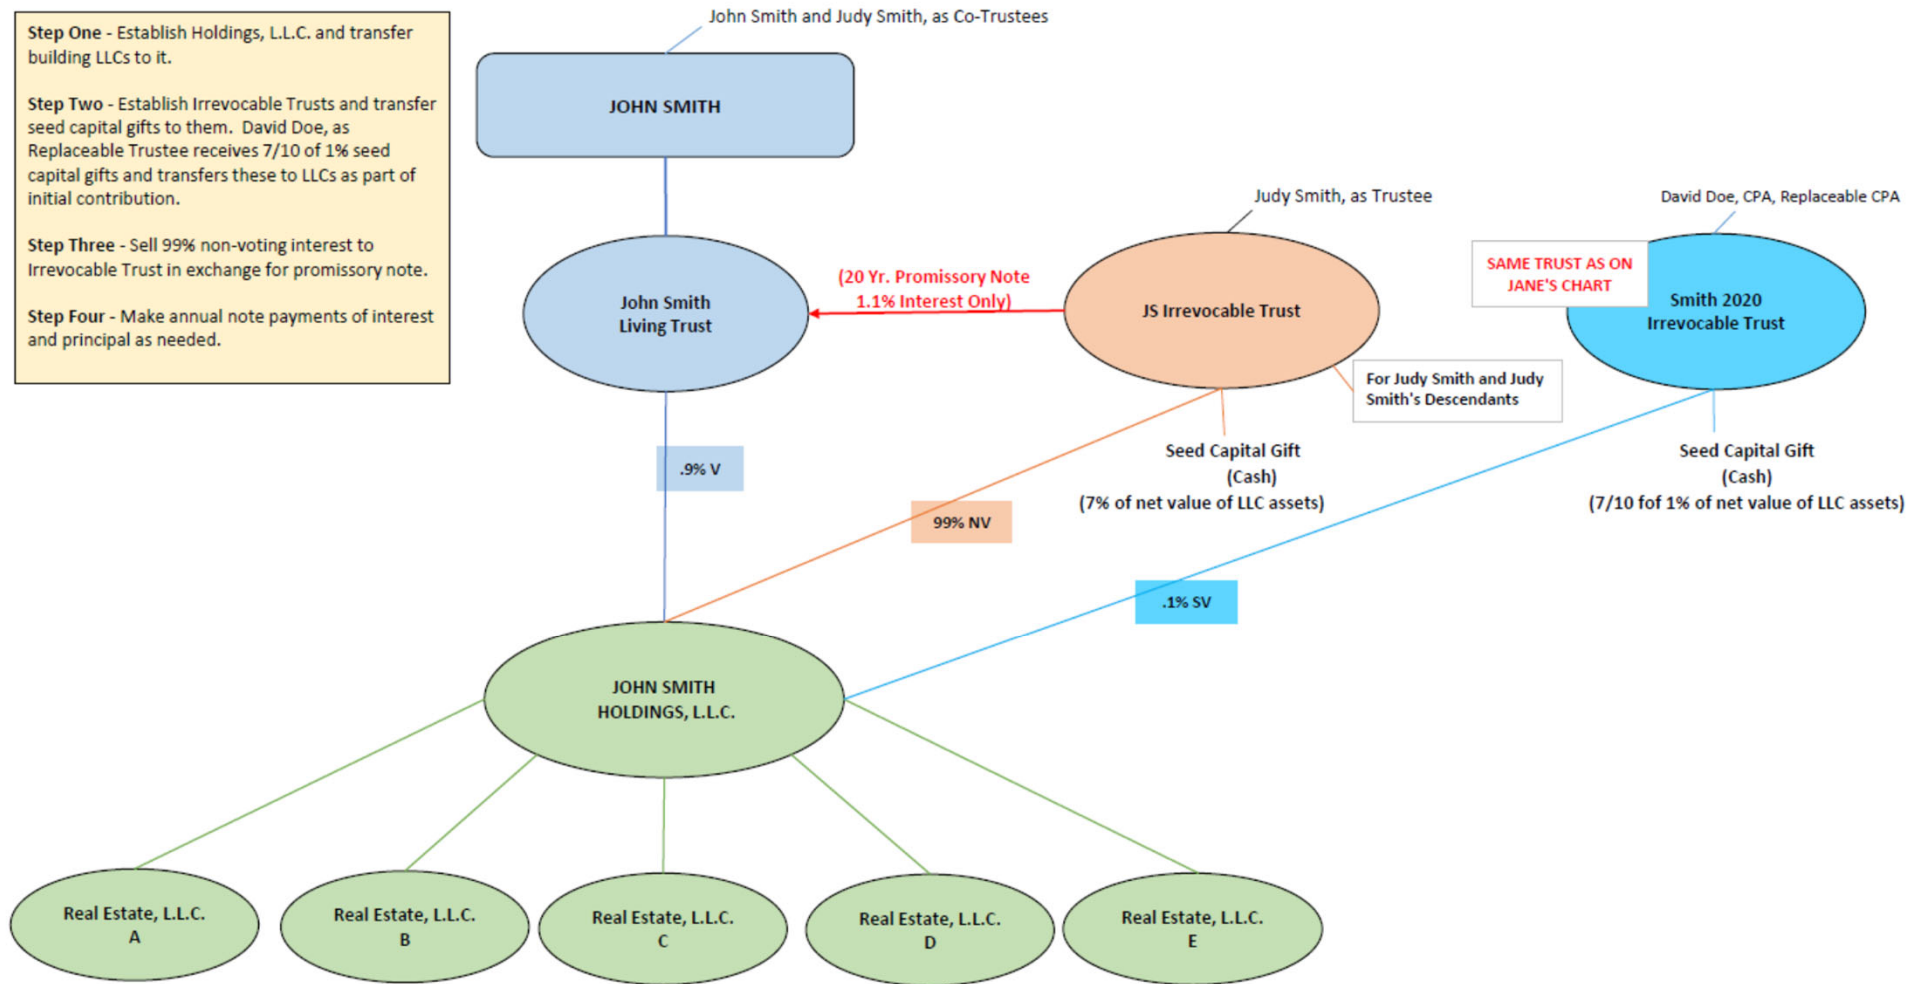 Step One - Establish Holdings, L.L.C. and transfer
building LLCs to it.
Step Two - Establish Irrevocable Trusts and transfer
seed capital gifts to them. David Doe, as
Replaceable Trustee receives 7/10 of 1% seed
capital gifts and transfers these to LLCs as part of
initial contribution.
Step Three - Sell 99% non-voting interest to
Irrevocable Trust in exchange for promissory note.
Step Four - Make annual note payments of interest
and principal as needed.
John Smith and Judy Smith, as Co-Trustees
JOHN SMITH
Judy Smith, as Trustee
David Doe, CPA, Replaceable CPA
John Smith
Living Trust
(20 Yr. Promissory Note
1.1% Interest Only)
JS Irrevocable Trust
SAME TRUST AS ON
JANE'S CHART
Smith 2020
Irrevocable Trust
For Judy Smith and Judy
Smith's Descendants
.9% V
99% NV
.1% SV
Seed Capital Gift
(Cash)
(7% of net value of LLC assets)
Seed Capital Gift
(Cash)
(7/10 fof 1% of net value of LLC assets)
JOHN SMITH
HOLDINGS, L.L.C.
Real Estate, L.L.C.
A
Real Estate, L.L.C.
B
Real Estate, L.L.C.
C
Real Estate, L.L.C.
D
Real Estate, L.L.C.
E